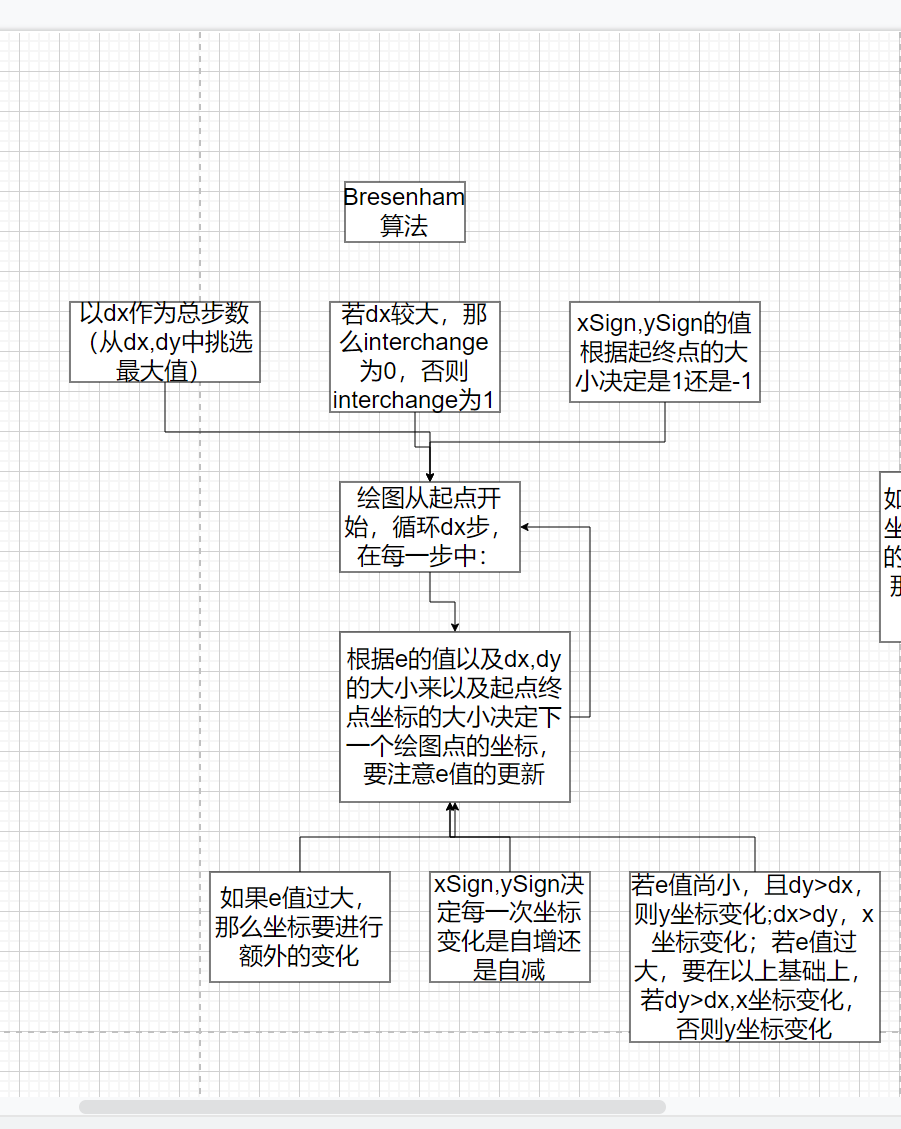 Bresenham
算法
以dx作为总步数
（从dx,dy中挑选
最大值）
若dx较大，那
么interchange
为0，否则
interchange为1
xSign,ySign的值
根据起终点的大
小决定是1还是-1
绘图从起点开
始，循环dx步，
在每一步中：
如
坐
的
根据e的值以及dx,dy
的大小来以及起点终
点坐标的大小决定下
一个绘图点的坐标，
要注意e值的更新
如果e值过大，
那么坐标要进行
额外的变化
xSign,ySign决
定每一次坐标
变化是自增还
是自减
若e值尚小，且dy>dx，
则y坐标变化;dx>dy，x
坐标变化；若e值过
大，要在以上基础上，
若dy>dx,x坐标变化，
否则y坐标变化